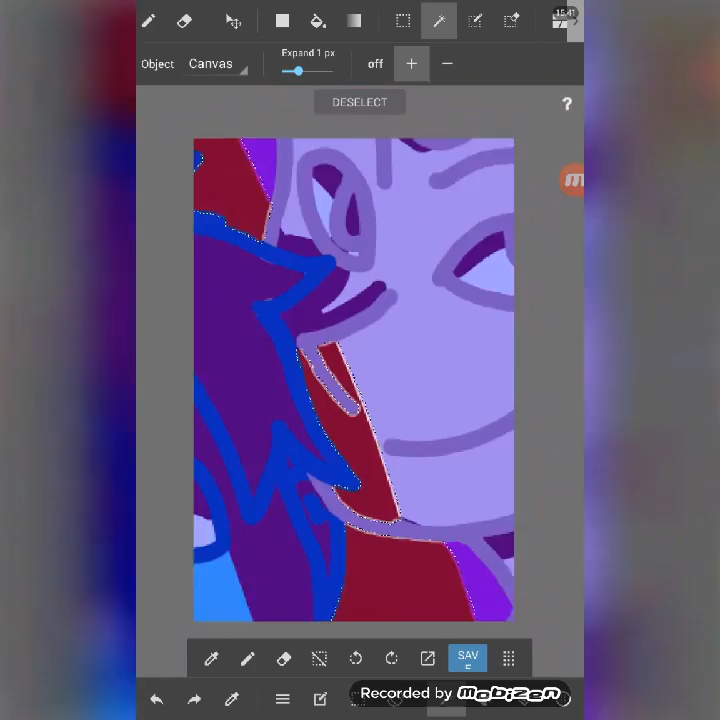 15.41
Object Canvas Expand 1 px off
DESELECT
?
SAV
E
Recorded by MOBIZEN